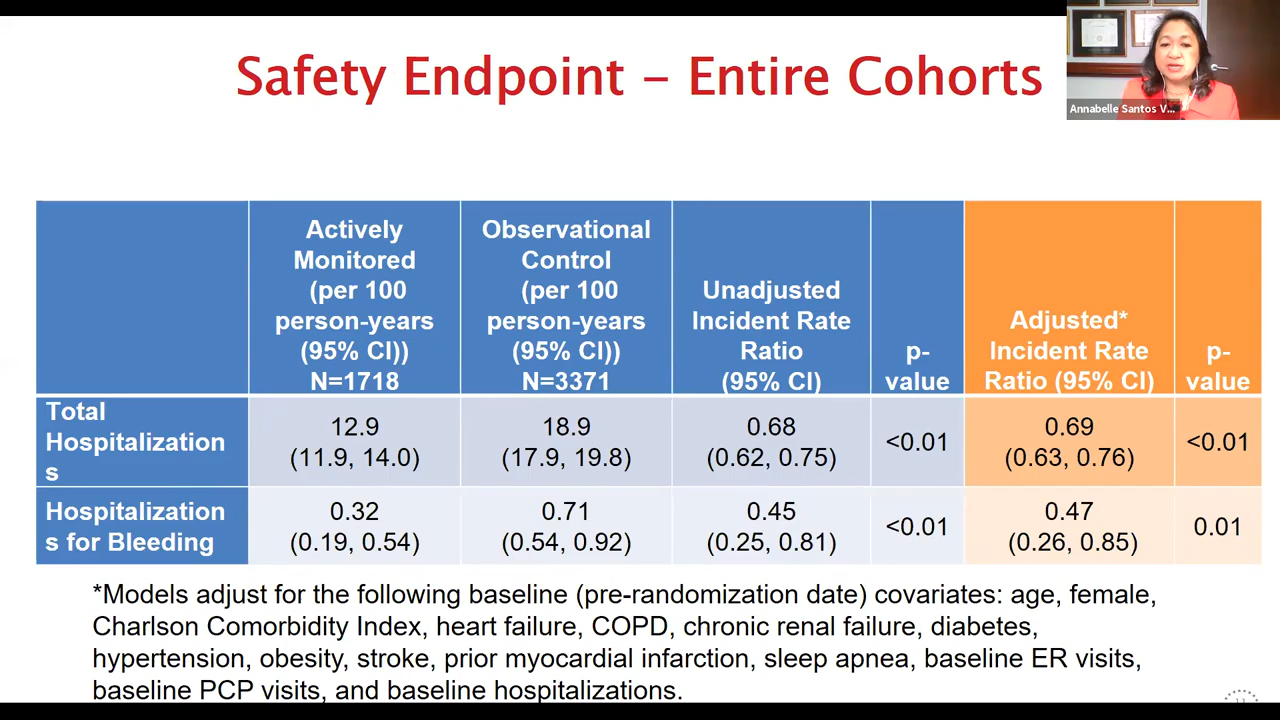 Safety Endpoint – Entire Cohorts
Annabelle Santos V...
Actively
Monitored
(per 100
person-years
(95% CI))
N=1718
Observational
Control
(per 100
person-years
(95% CI))
N=3371
Unadjusted
Incident Rate
Ratio
(95% CI)
p-
value
Adjusted*
Incident Rate
Ratio (95% CI)
p-
value
Total
Hospitalization
s
12.9
(11.9, 14.0)
18.9
(17.9, 19.8)
0.68
(0.62, 0.75)
<0.01
0.69
(0.63, 0.76)
<0.01
Hospitalization
s for Bleeding
0.32
(0.19, 0.54)
0.71
(0.54, 0.92)
0.45
(0.25, 0.81)
<0.01
0.47
(0.26, 0.85)
0.01
*Models adjust for the following baseline (pre-randomization date) covariates: age, female,
Charlson Comorbidity Index, heart failure, COPD, chronic renal failure, diabetes,
hypertension, obesity, stroke, prior myocardial infarction, sleep apnea, baseline ER visits,
baseline PCP visits, and baseline hospitalizations.